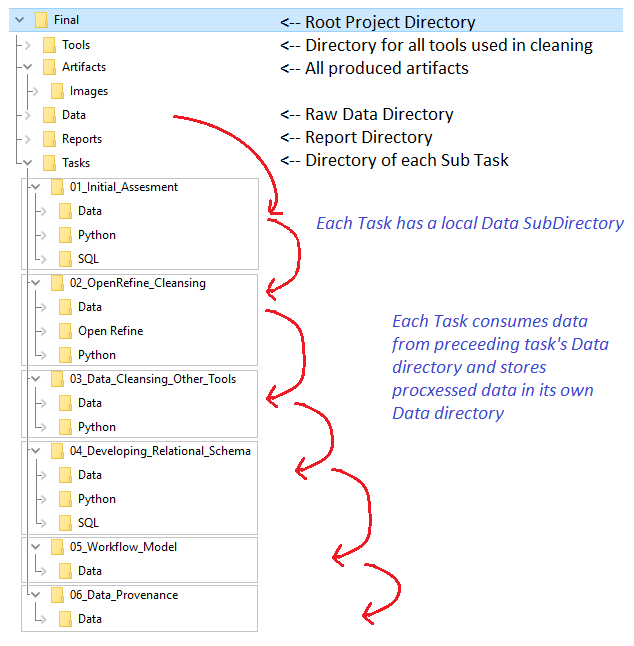 Final <-- Root Project Directory
Tools <-- Directory for all tools used in cleaning
Artifacts <-- All produced artifacts
Images
Data <-- Raw Data Directory
Reports <-- Report Directory
Tasks <-- Directory of each Sub Task
01_Initial_Assesment
Data
Python
SQL
Each Task has a local Data SubDirectory
02_OpenRefine_Cleansing
Data
Open Refine
Python
Each Task consumes data
from preceeding task's Data
directory and stores
procxessed data in its own
Data directory
03_Data_Cleansing_Other_Tools
Data
Python
04_Developing_Relational_Schema
Data
Python
SQL
05_Workflow_Model
Data
06_Data_Provenance
Data